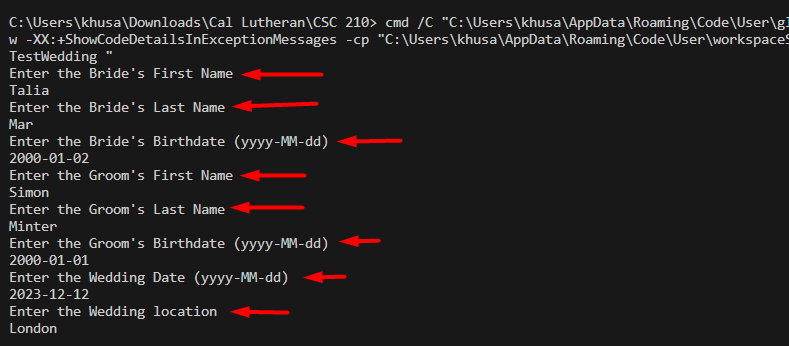 C:\Users\khusa\Downloads\Cal Lutheran\CSC 210> cmd /C "C:\Users\khusa\AppData\Roaming\Code\User\gl
w -XX:+ShowCodeDetailsInExceptionMessages -cp "C:\Users\khusa\AppData\Roaming\Code\User\workspaceS
TestWedding "
Enter the Bride's First Name
Talia
Enter the Bride's Last Name
Mar
Enter the Bride's Birthdate (yyyy-MM-dd)
2000-01-02
Enter the Groom's First Name
Simon
Enter the Groom's Last Name
Minter
Enter the Groom's Birthdate (yyyy-MM-dd)
2000-01-01
Enter the Wedding Date (yyyy-MM-dd)
2023-12-12
Enter the Wedding location
London